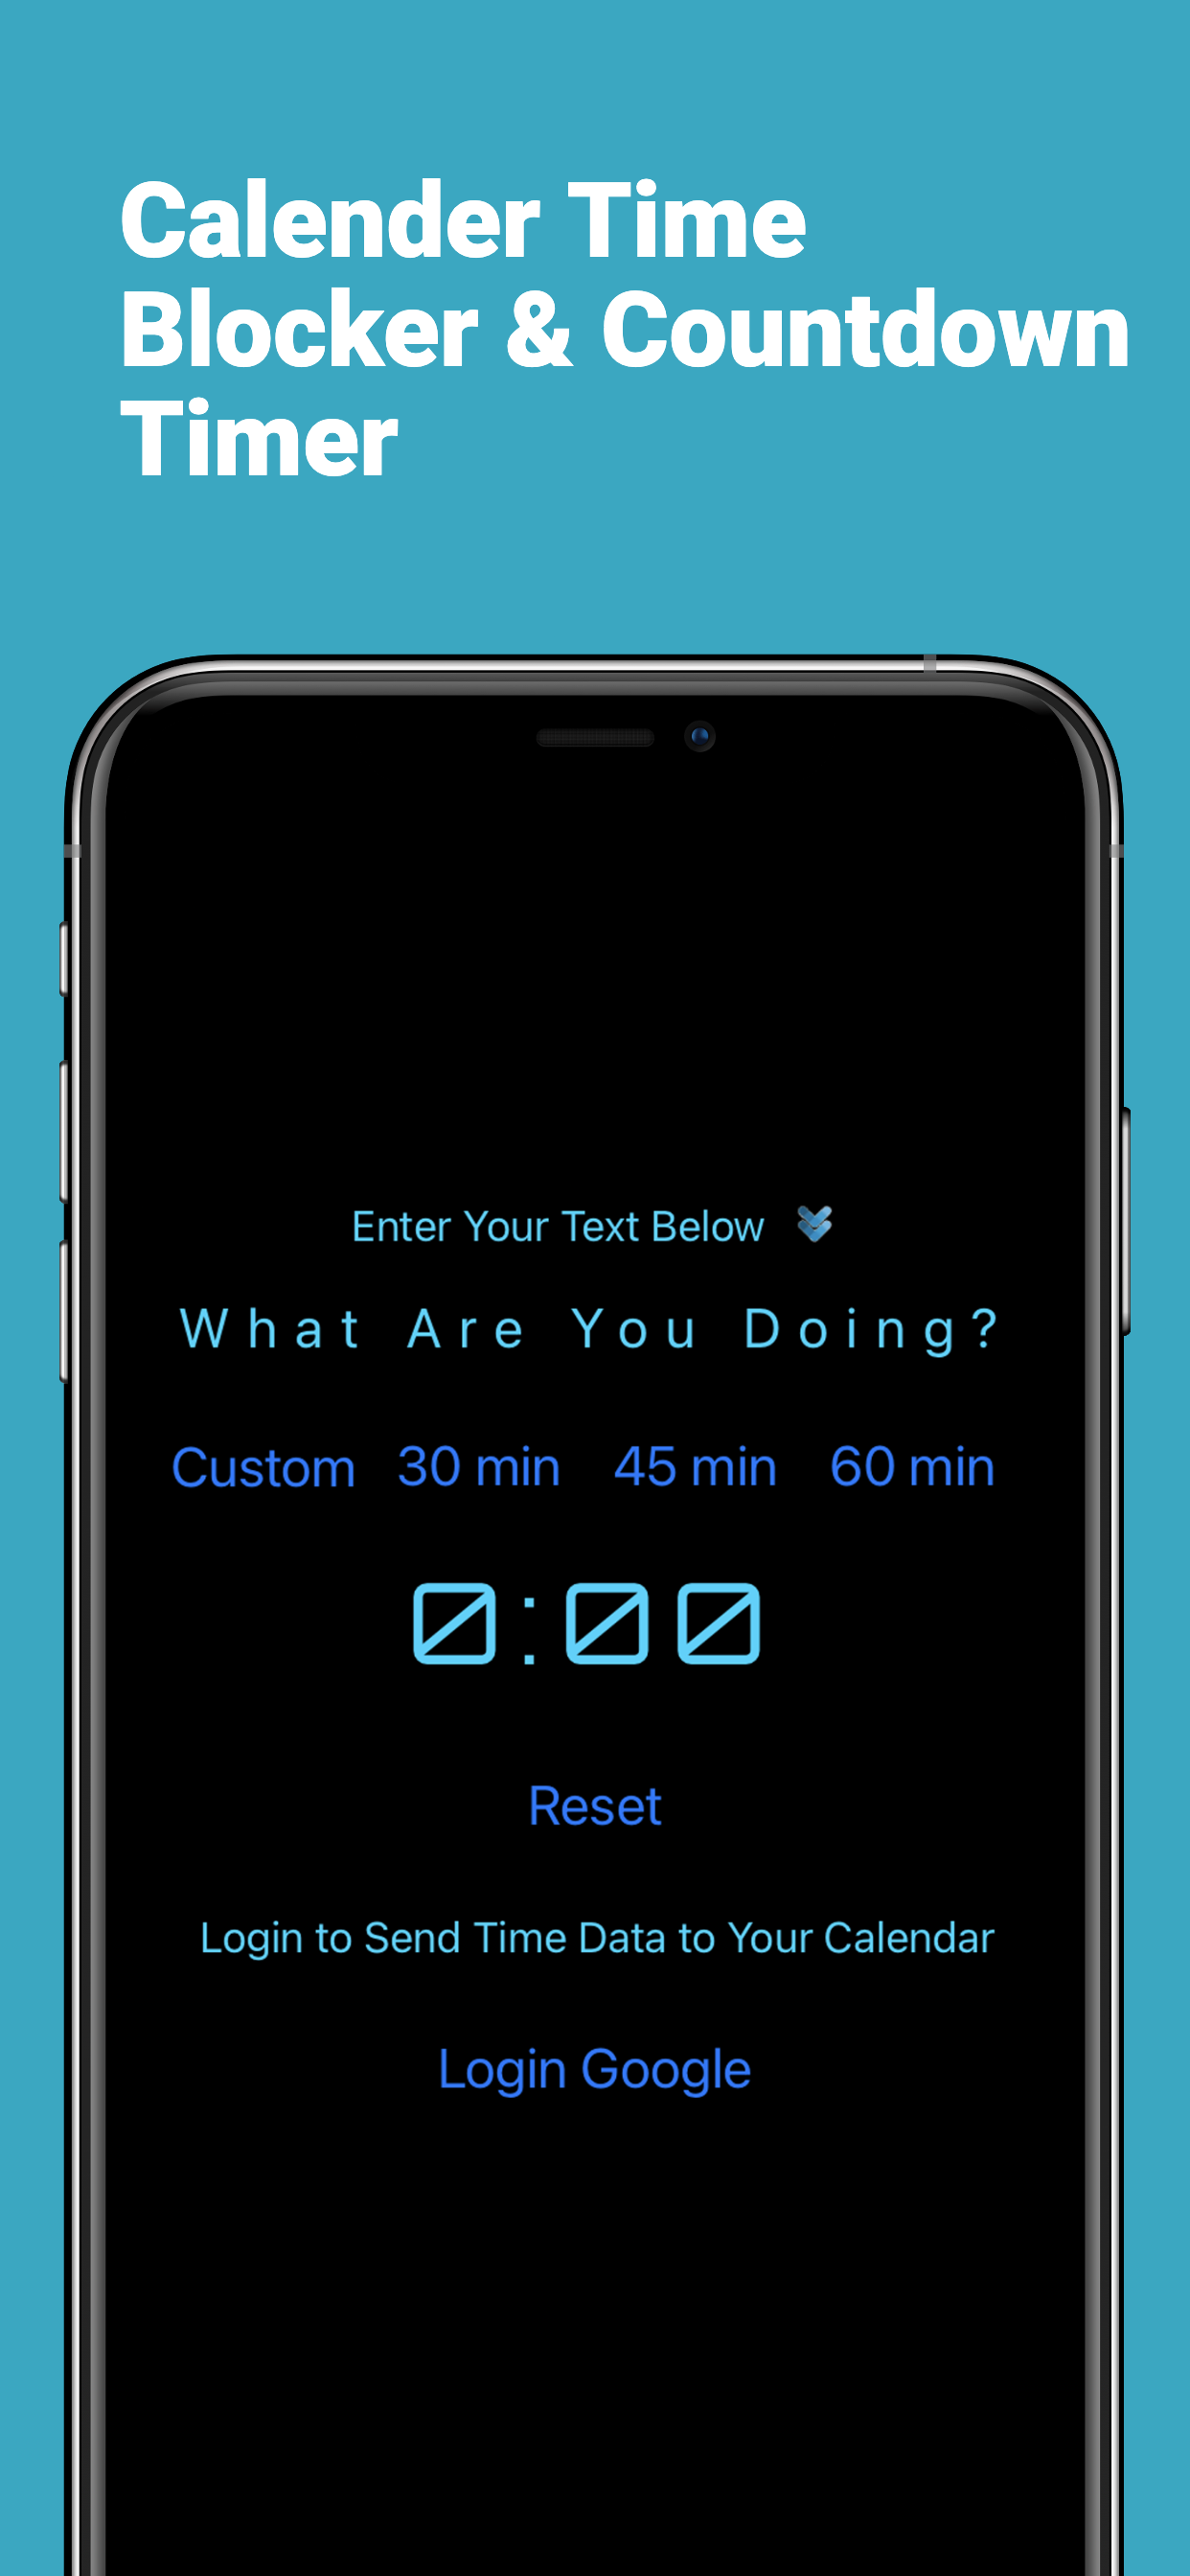 Calender Time
Blocker & Countdown
Timer
Enter Your Text Below
What Are You Doing?
Custom 30 min 45 min 60 min
0:00
Reset
Login to Send Time Data to Your Calendar
Login Google